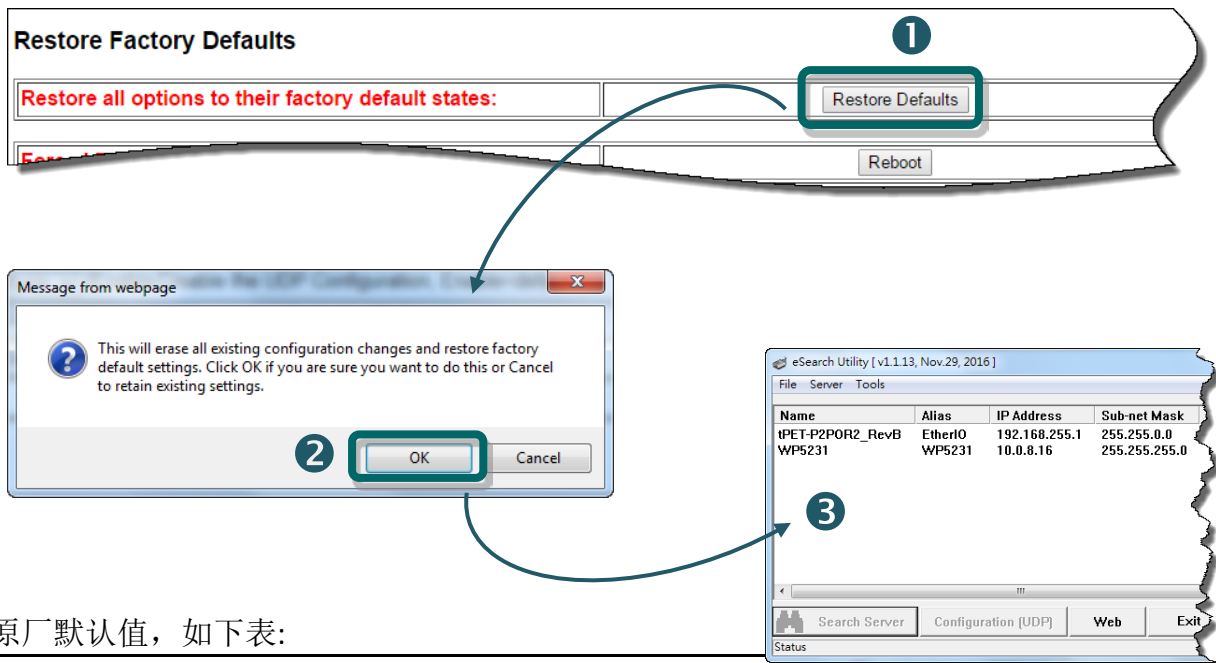 Restore Factory Defaults
❶
Restore all options to their factory default states:
Restore Defaults
Reboot
Message from webpage
This will erase all existing configuration changes and restore factory
default settings. Click OK if you are sure you want to do this or Cancel
to retain existing settings.
❷
OK
Cancel
eSearch Utility [ v1.1.13, Nov.29, 2016 ]
File Server Tools
Name Alias IP Address Sub-net Mask
tPET-P2POR2_RevB EtherIO 192.168.255.1 255.255.0.0
WP5231 WP5231 10.0.8.16 255.255.255.0
❸
Search Server
Configuration (UDP)
Web
Exit
Status
原厂默认值，如下表: